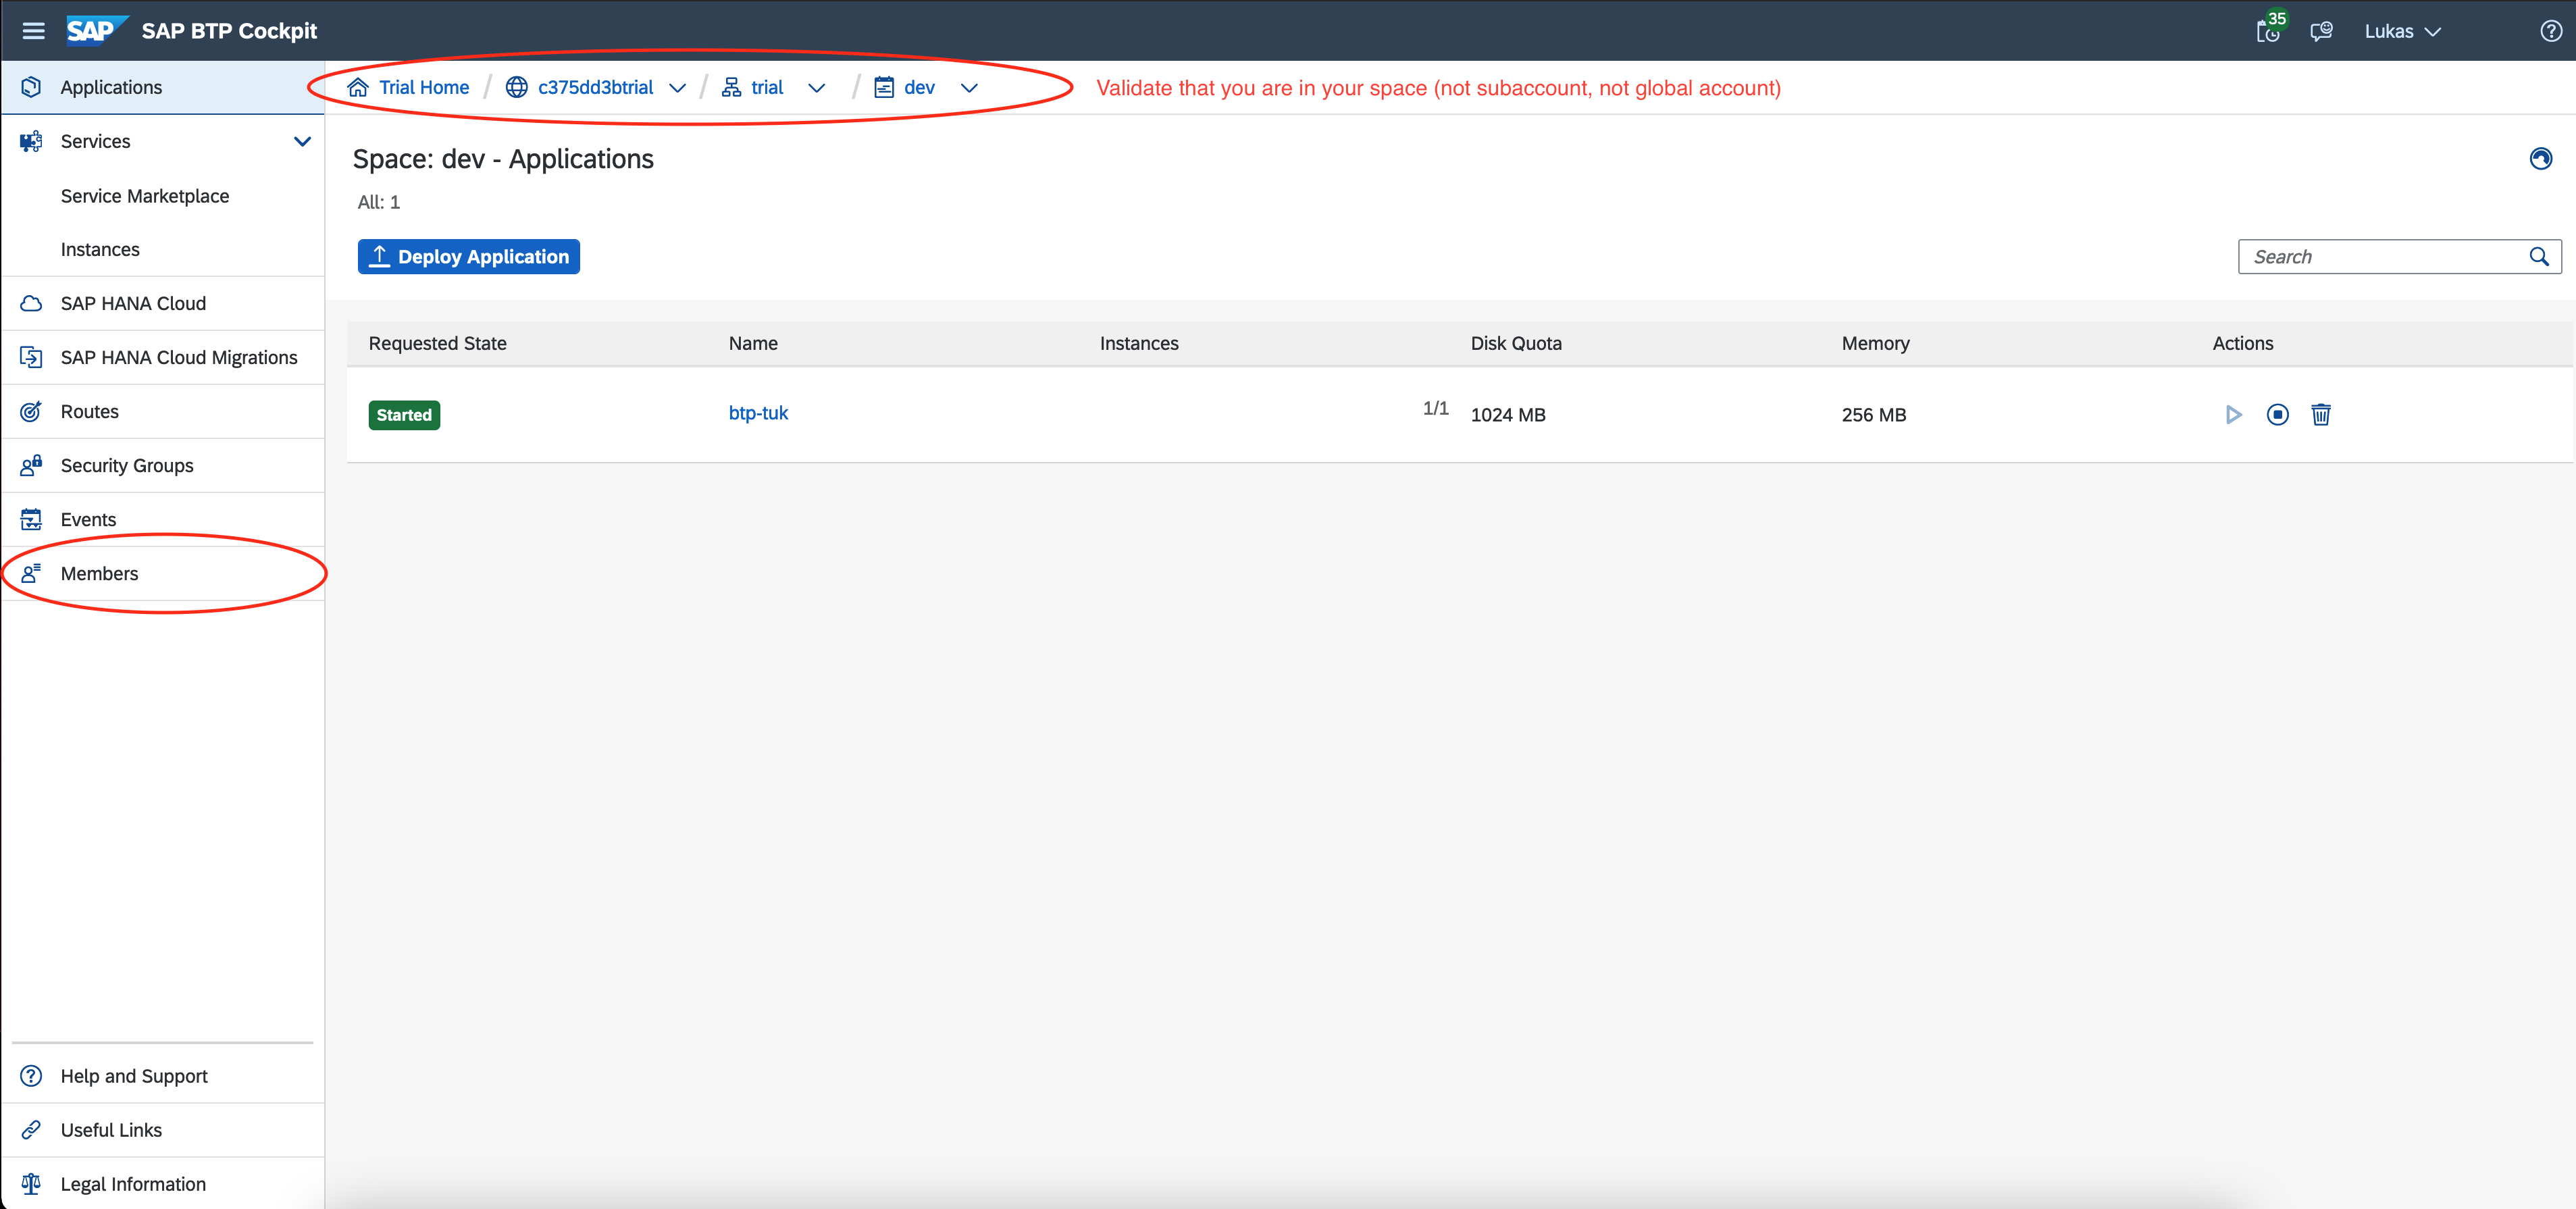 SAP SAP BTP Cockpit
35
Lukas
Trial Home / c375dd3btrial / trial / dev
Validate that you are in your space (not subaccount, not global account)
Applications
Services
Service Marketplace
Instances
SAP HANA Cloud
SAP HANA Cloud Migrations
Routes
Security Groups
Events
Members
Help and Support
Useful Links
Legal Information
Space: dev - Applications
All: 1
Deploy Application
Search
Requested State Name Instances Disk Quota Memory Actions
Started btp-tuk 1/1 1024 MB 256 MB